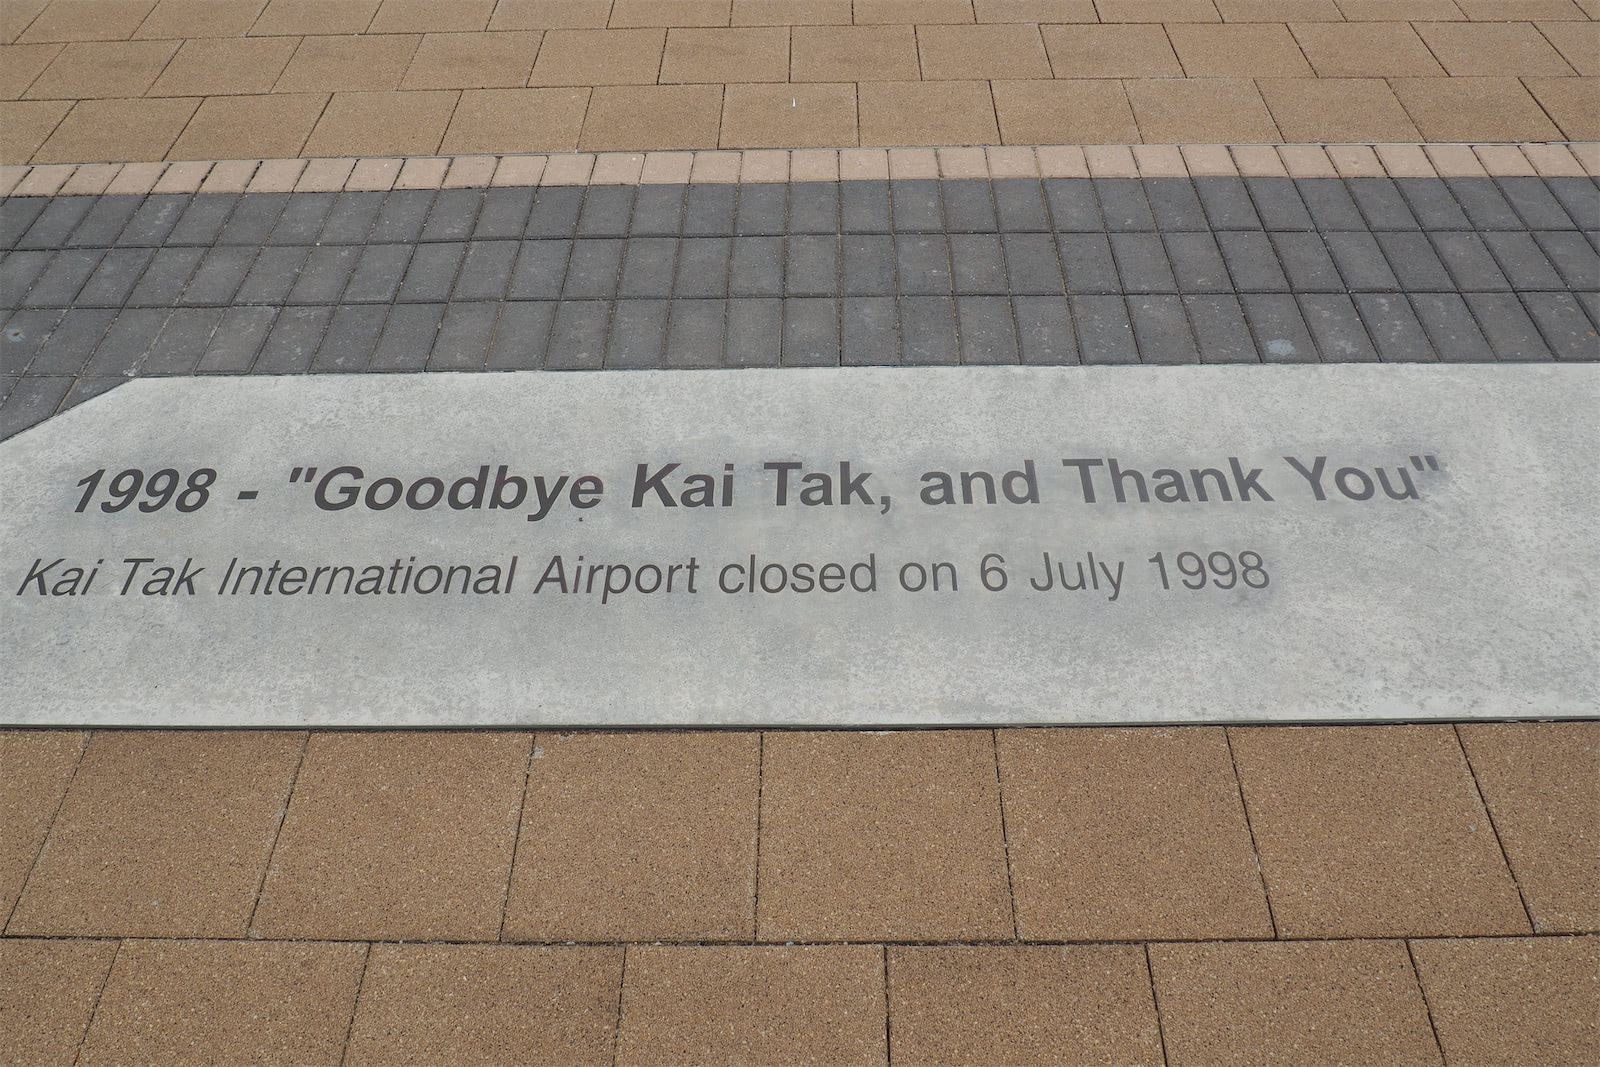 1998 - "Goodbye Kai Tak, and Thank You"
Kai Tak International Airport closed on 6 July 1998